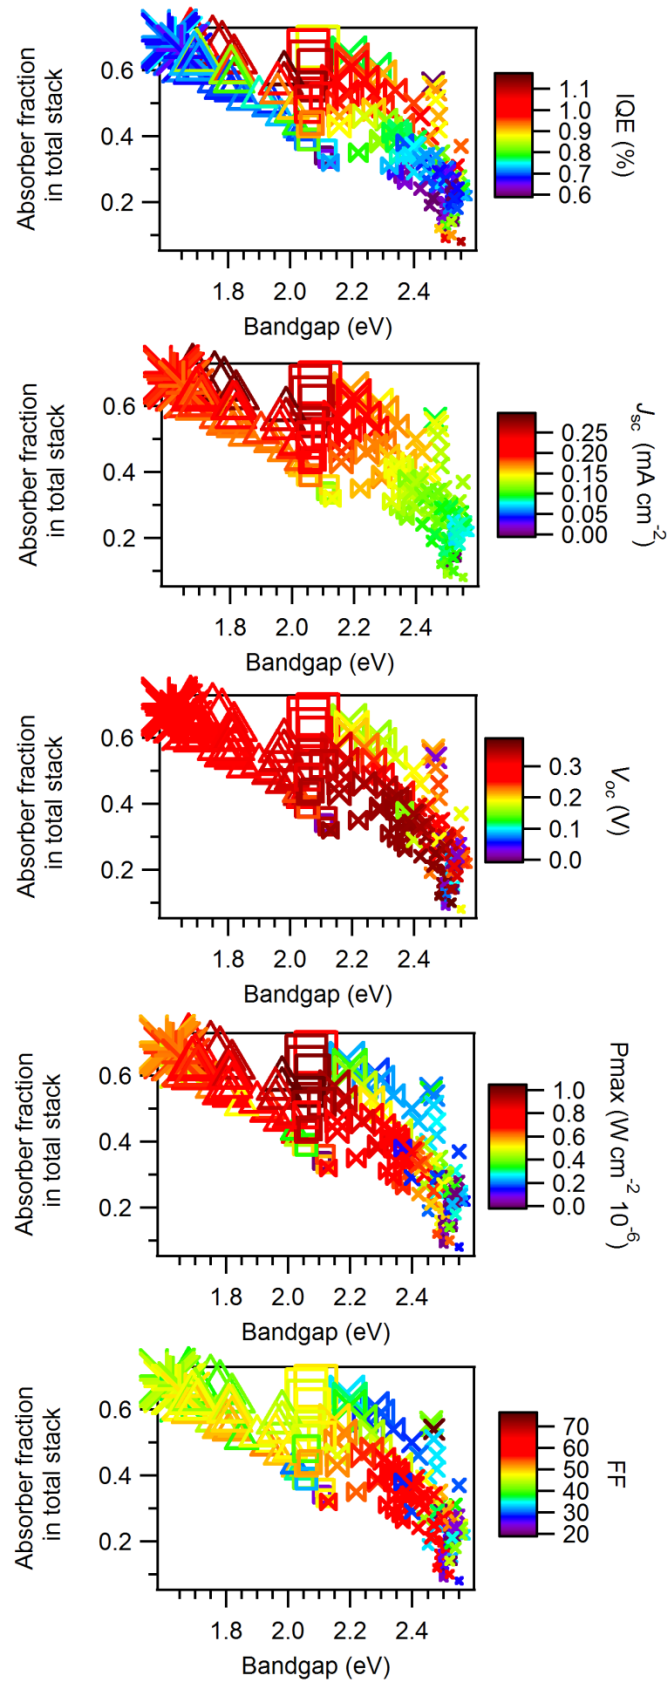 0.6
0.4
0.2
Absorber fraction
in total stack
1.8 2.0 2.2 2.4
Bandgap (eV)
1.1
1.0
0.9
0.8
0.7
0.6
IQE (%)
0.6
0.4
0.2
Absorber fraction
in total stack
1.8 2.0 2.2 2.4
Bandgap (eV)
0.25
0.20
0.15
0.10
0.05
0.00
Jsc (mA cm-2)
0.6
0.4
0.2
Absorber fraction
in total stack
1.8 2.0 2.2 2.4
Bandgap (eV)
0.3
0.2
0.1
0.0
Voc (V)
0.6
0.4
0.2
Absorber fraction
in total stack
1.8 2.0 2.2 2.4
Bandgap (eV)
1.0
0.8
0.6
0.4
0.2
0.0
Pmax (W cm-2 10-6)
0.6
0.4
0.2
Absorber fraction
in total stack
1.8 2.0 2.2 2.4
Bandgap (eV)
70
60
50
40
30
20
FF